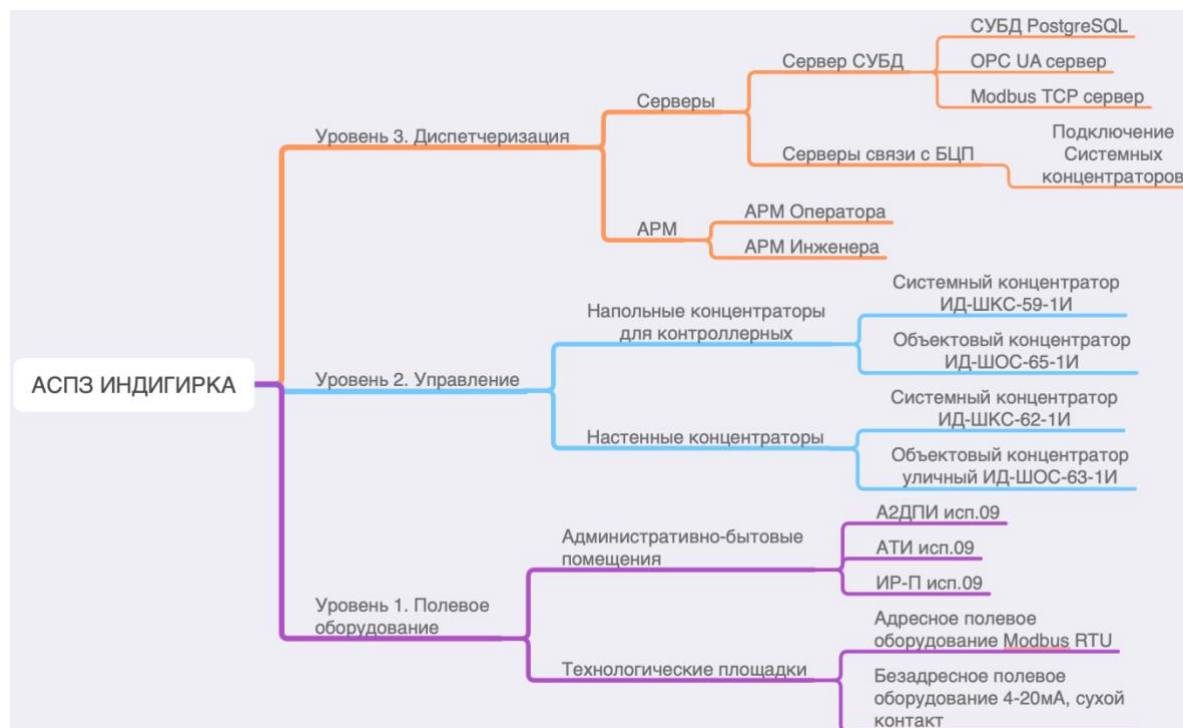 СУБД PostgreSQL
Сервер СУБД
OPC UA сервер
Modbus TCP сервер
Серверы
Уровень 3. Диспетчеризация
Серверы связи с БЦП
Подключение
Системных
концентраторов
АРМ
АРМ Оператора
АРМ Инженера
Напольные концентраторы
для контроллерных
Системный концентратор
ИД-ШКС-59-1И
Объектовый концентратор
ИД-ШОС-65-1И
АСПЗ ИНДИГИРКА
Уровень 2. Управление
Настенные концентраторы
Системный концентратор
ИД-ШКС-62-1И
Объектовый концентратор
уличный ИД-ШОС-63-1И
Административно-бытовые
помещения
А2ДПИ исп.09
АТИ исп.09
ИР-П исп.09
Уровень 1. Полевое
оборудование
Технологические площадки
Адресное полевое
оборудование Modbus RTU
Безадресное полевое
оборудование 4-20мА, сухой
контакт